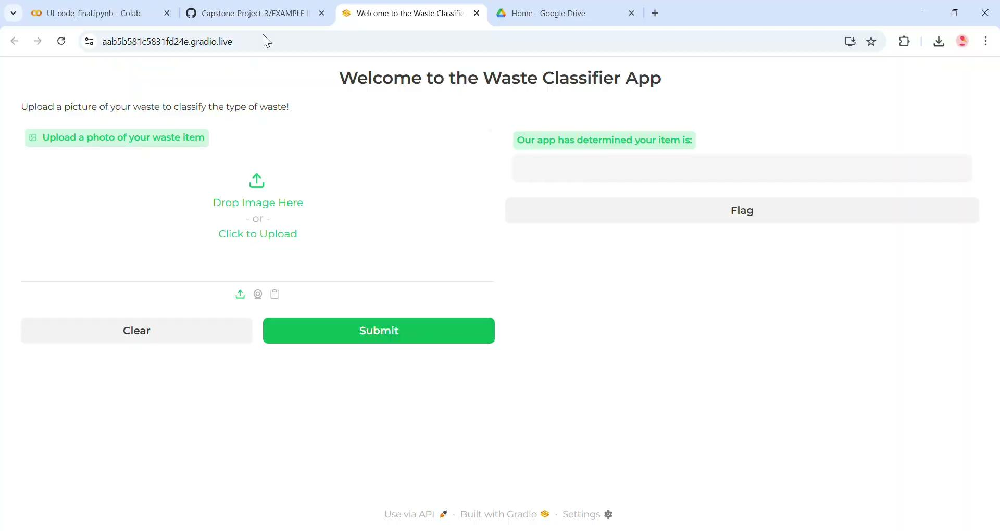 UI_code_final.ipynb - Colab
Capstone-Project-3/EXAMPLE
Welcome to the Waste Classifie
Home - Google Drive
aab5b581c5831fd24e.gradio.live
Welcome to the Waste Classifier App
Upload a picture of your waste to classify the type of waste!
Upload a photo of your waste item
Our app has determined your item is:
Drop Image Here
- or -
Click to Upload
Flag
Clear
Submit
Use via API · Built with Gradio · Settings